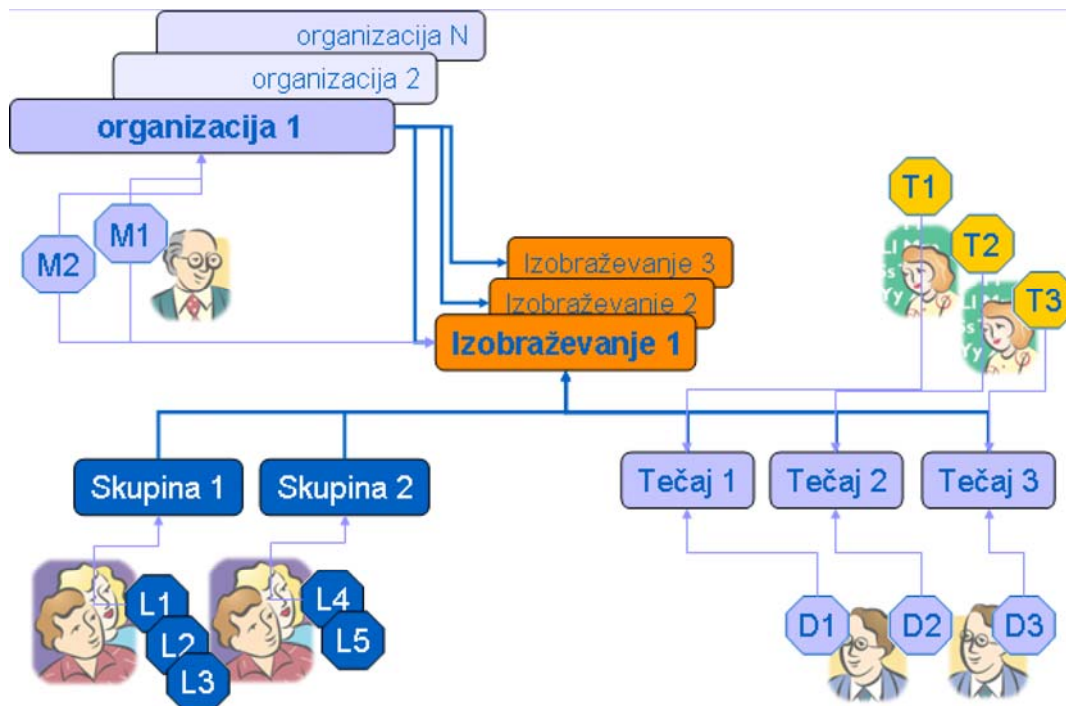 organizacija N
organizacija 2
organizacija 1
M1
M2
T1
T2
T3
Izobraževanje 3
Izobraževanje 2
Izobraževanje 1
Skupina 1
Skupina 2
Tečaj 1
Tečaj 2
Tečaj 3
L1
L2
L3
L4
L5
D1
D2
D3